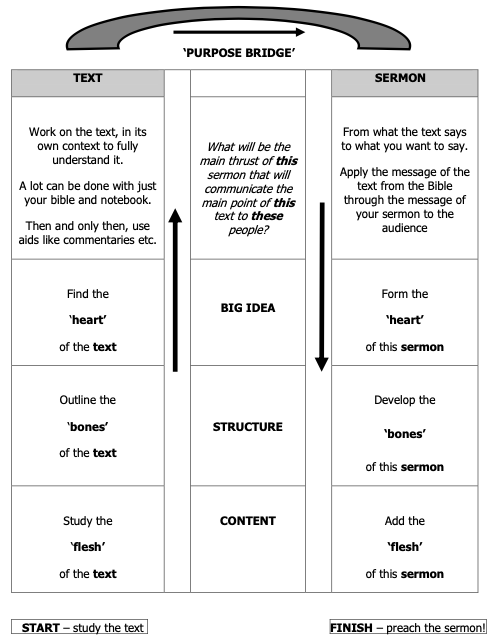 ‘PURPOSE BRIDGE’
TEXT
SERMON
Work on the text, in its
own context to fully
understand it.
A lot can be done with just
your bible and notebook.
Then and only then, use
aids like commentaries etc.
What will be the
main thrust of this
sermon that will
communicate the
main point of this
text to these
people?
From what the text says
to what you want to say.
Apply the message of the
text from the Bible
through the message of
your sermon to the
audience
Find the
‘heart’
of the text
BIG IDEA
Form the
‘heart’
of this sermon
Outline the
‘bones’
of the text
STRUCTURE
Develop the
‘bones’
of this sermon
Study the
‘flesh’
of the text
CONTENT
Add the
‘flesh’
of this sermon
START – study the text
FINISH – preach the sermon!